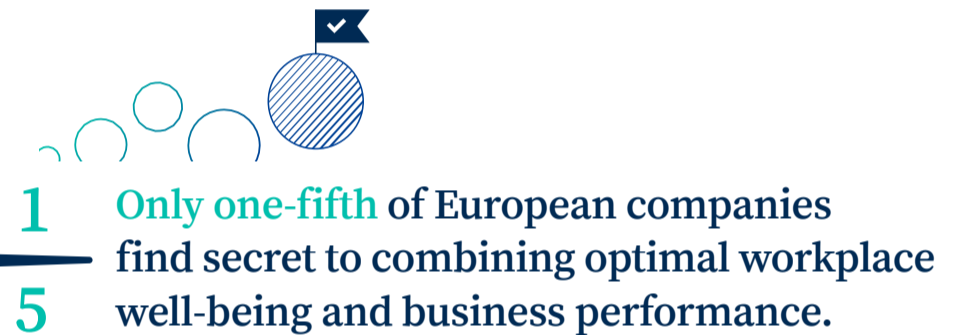 1
5
Only one-fifth of European companies
find secret to combining optimal workplace
well-being and business performance.